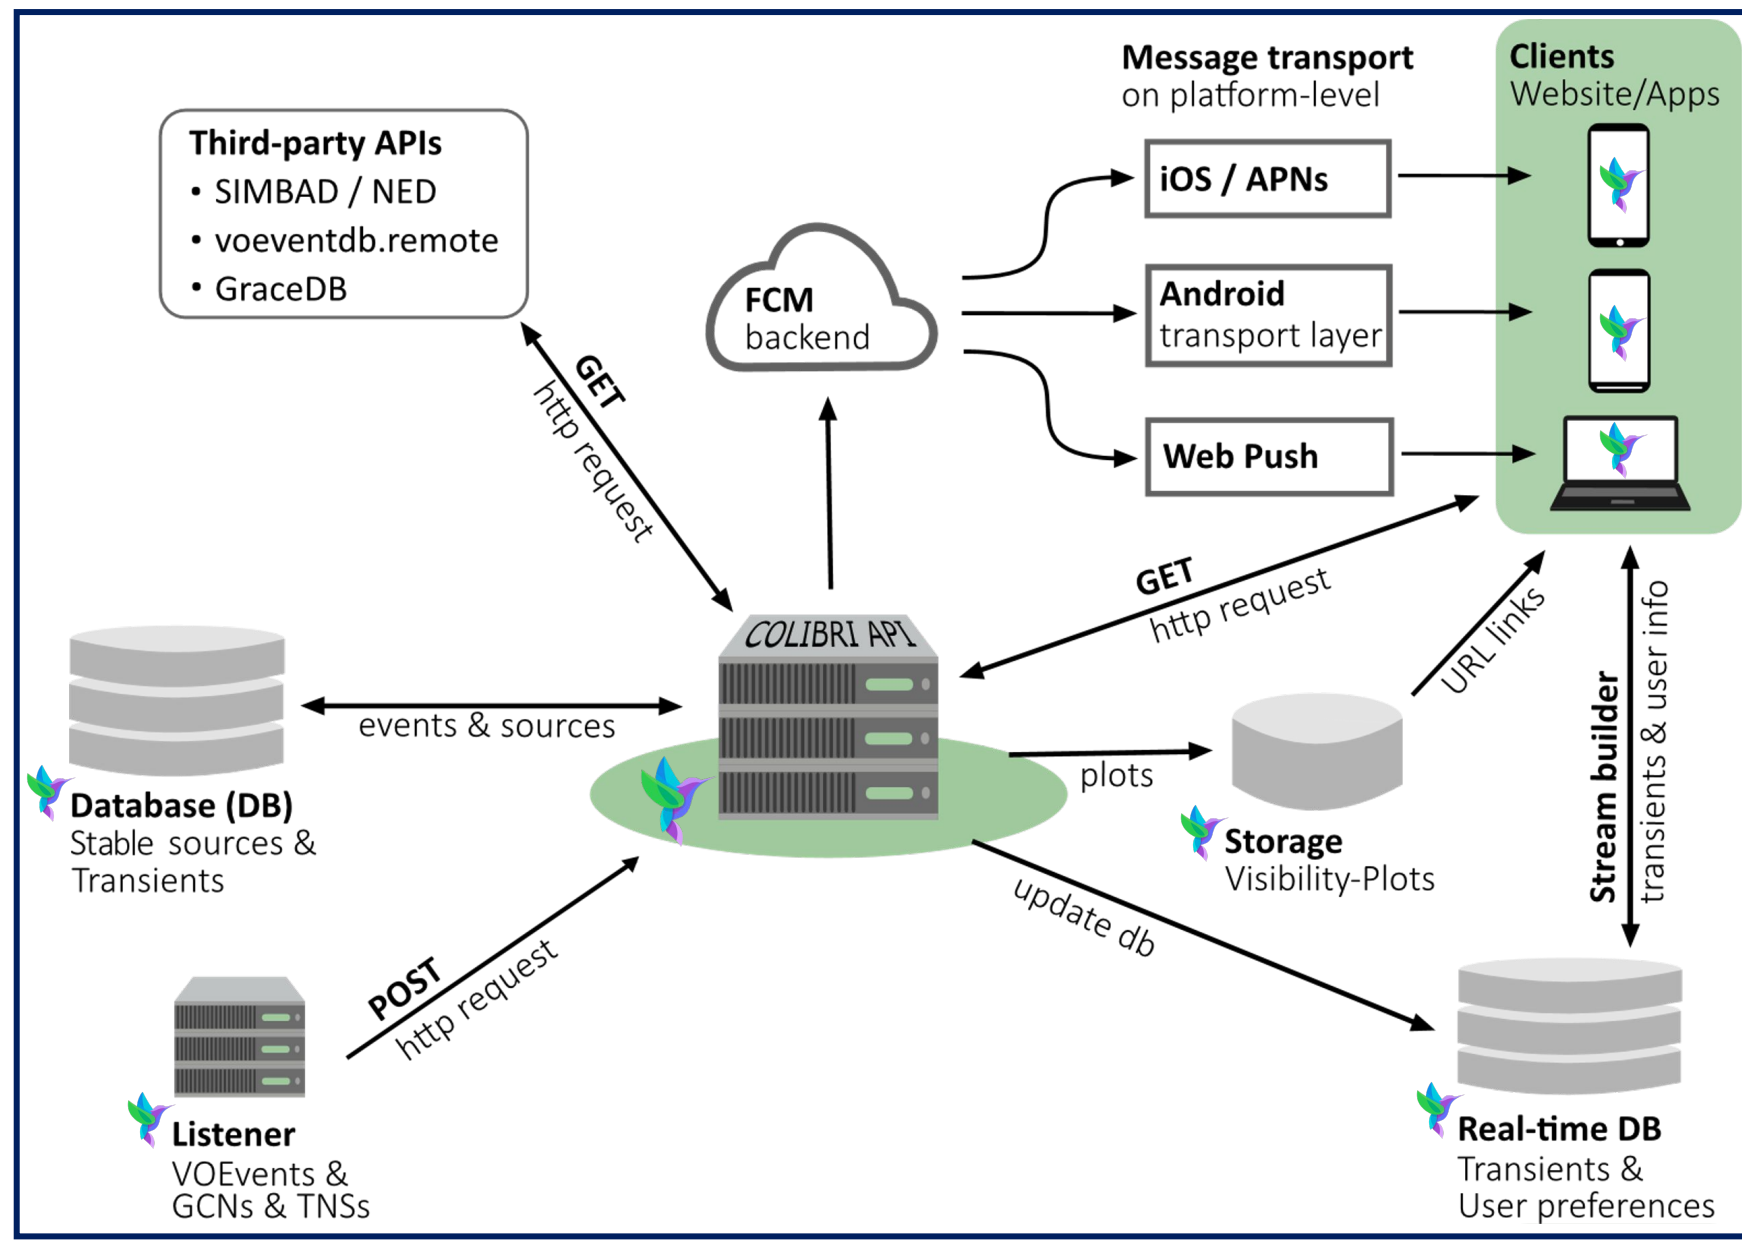 Message transport
on platform-level
Clients
Website/Apps
Third-party APIs
• SIMBAD / NED
• voeventdb.remote
• GraceDB
iOS / APNs
FCM
backend
Android
transport layer
Web Push
GET
http request
GET
http request
COLIBRI API
URL links
Stream builder
transients & user info
events & sources
plots
Database (DB)
Stable sources &
Transients
Storage
Visibility-Plots
update db
POST
http request
Listener
VOEvents &
GCNs & TNSs
Real-time DB
Transients &
User preferences